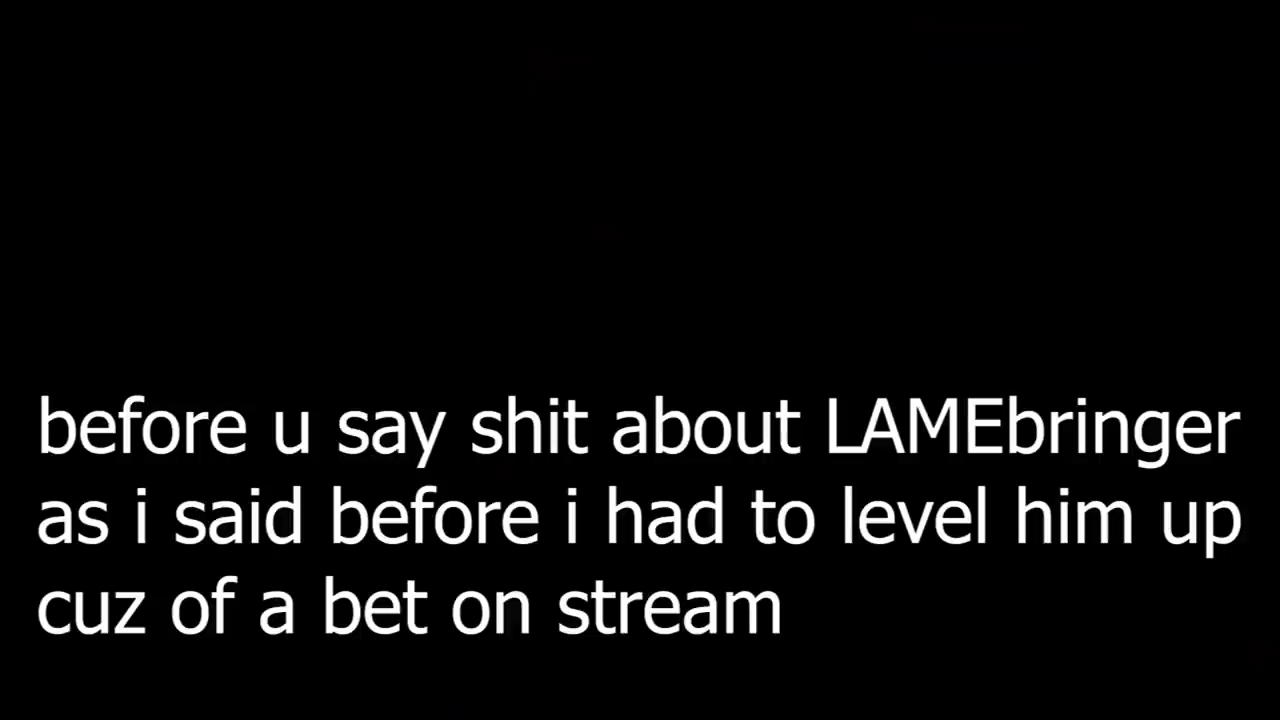 before u say shit about LAMEbringer
as i said before i had to level him up
cuz of a bet on stream